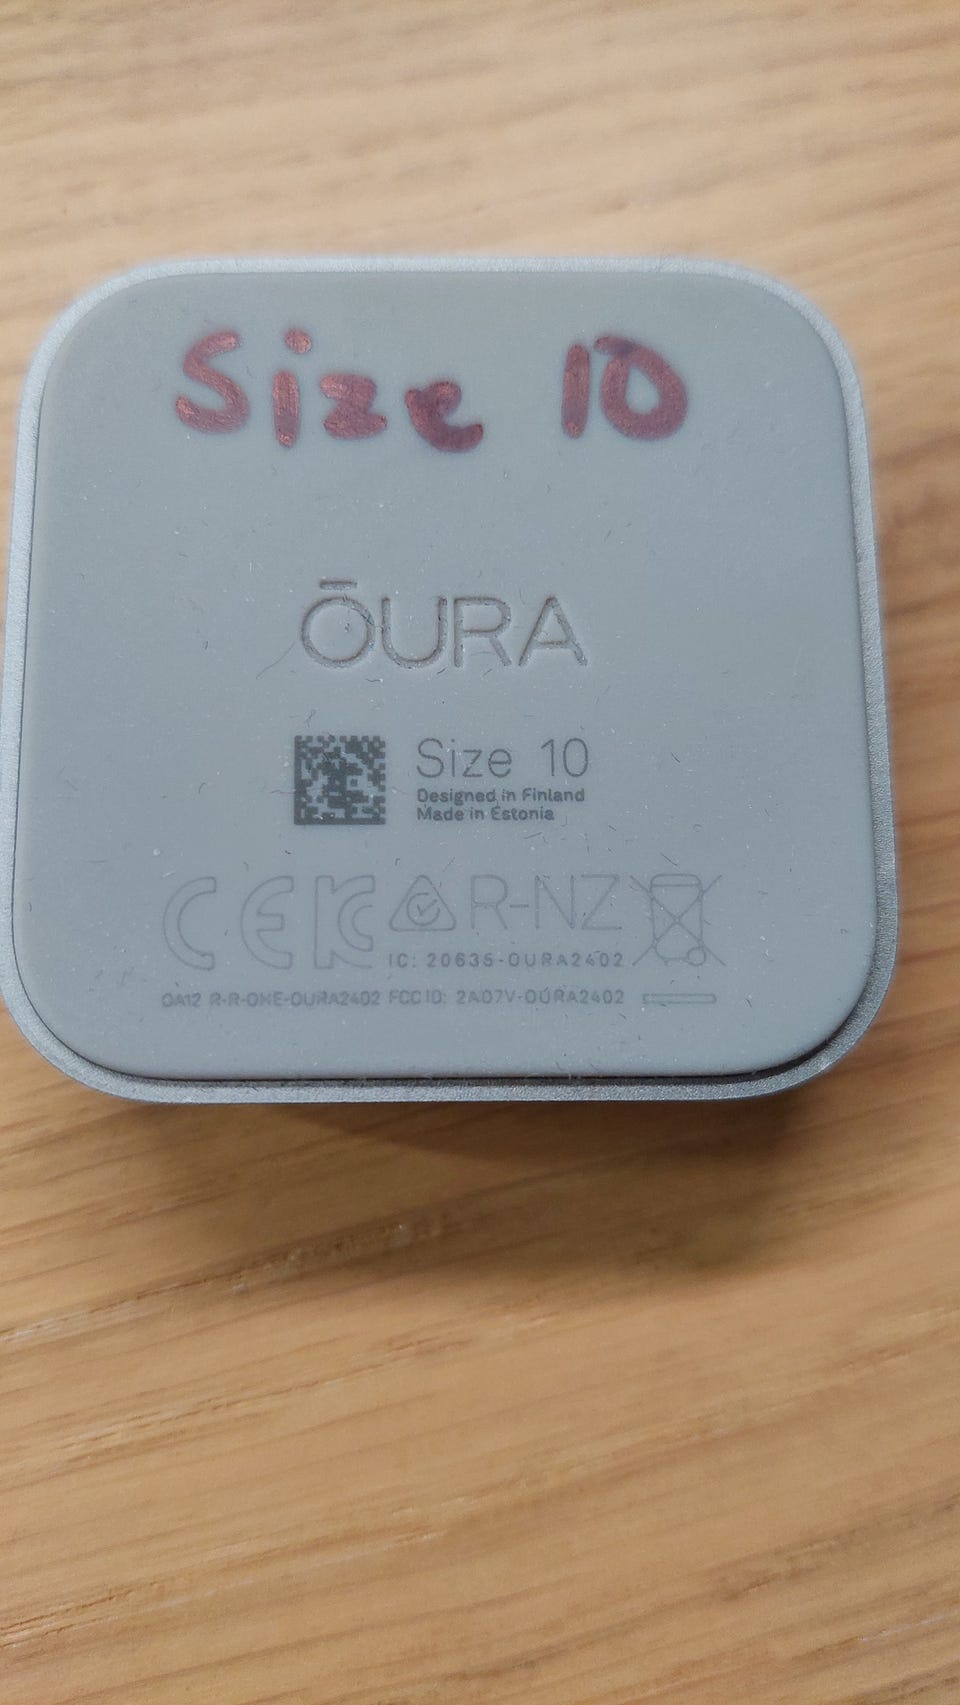 Size 10
ŌURA
Size 10
Designed in Finland
Made in Estonia
R-NZ
IC: 20635-OURA2402
OA12 R-R-OHE-OURA2402 FCC ID: 2AD7V-OURA2402